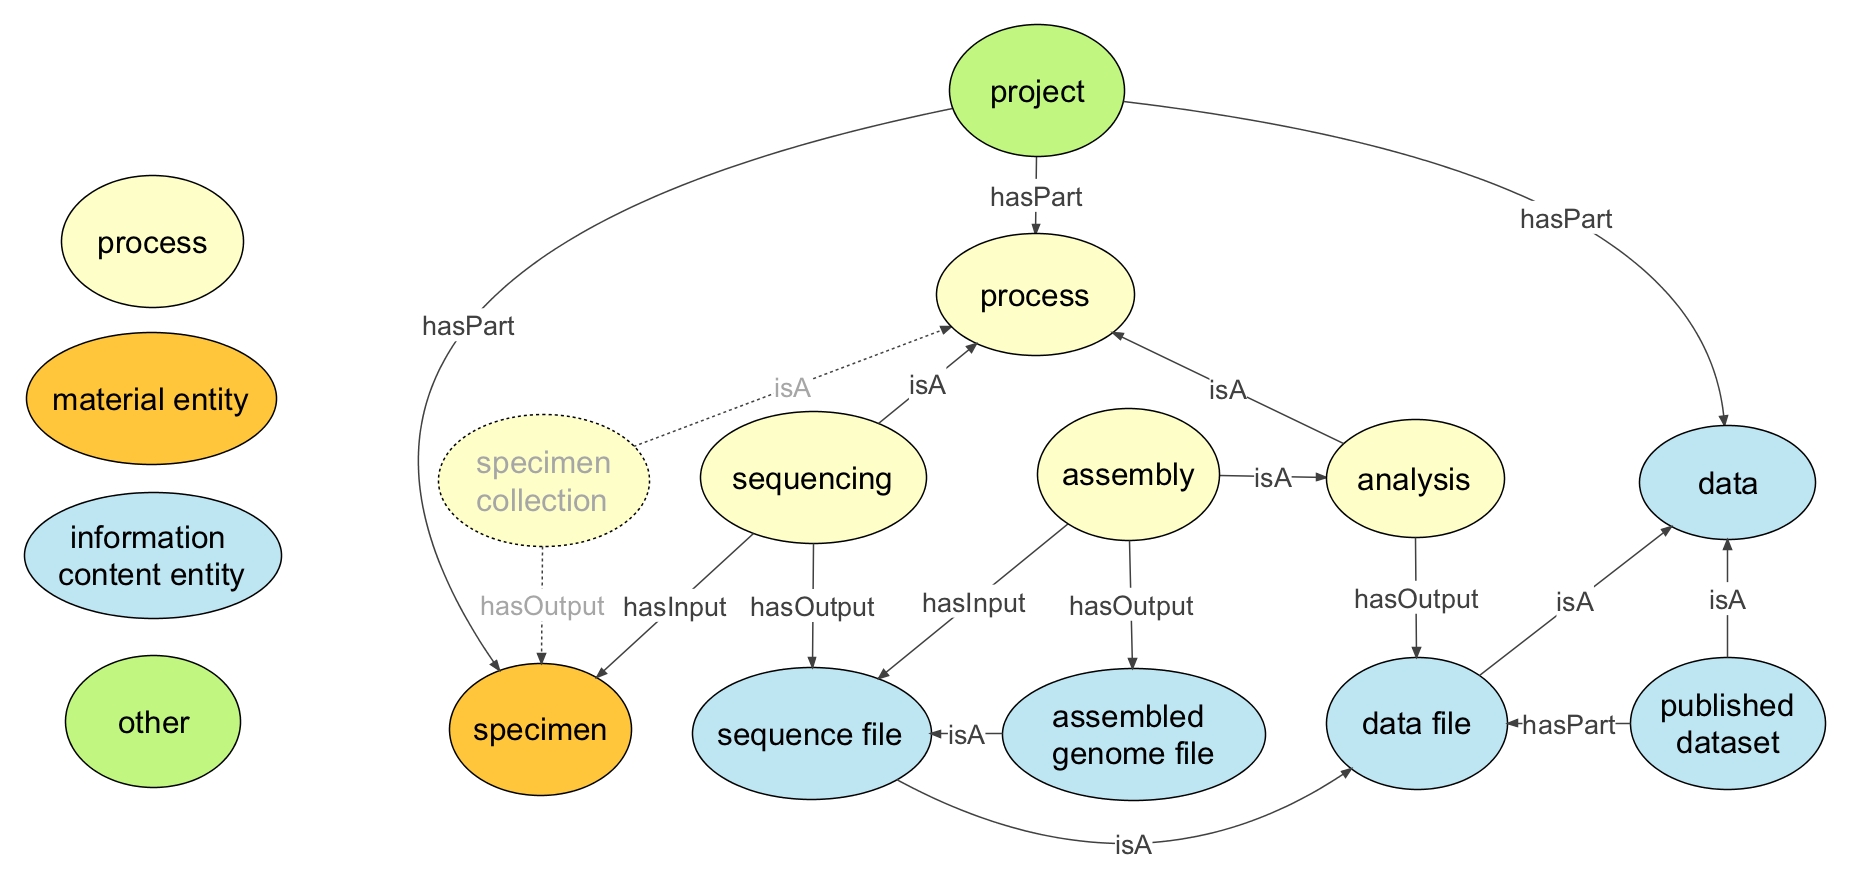 project
hasPart
hasPart
hasPart
process
process
material entity
information
content entity
other
isA
isA
isA
specimen
collection
sequencing
assembly
isA
analysis
data
hasOutput
hasInput
hasOutput
hasInput
hasOutput
hasOutput
isA
isA
specimen
sequence file
isA
assembled
genome file
data file
hasPart
published
dataset
isA